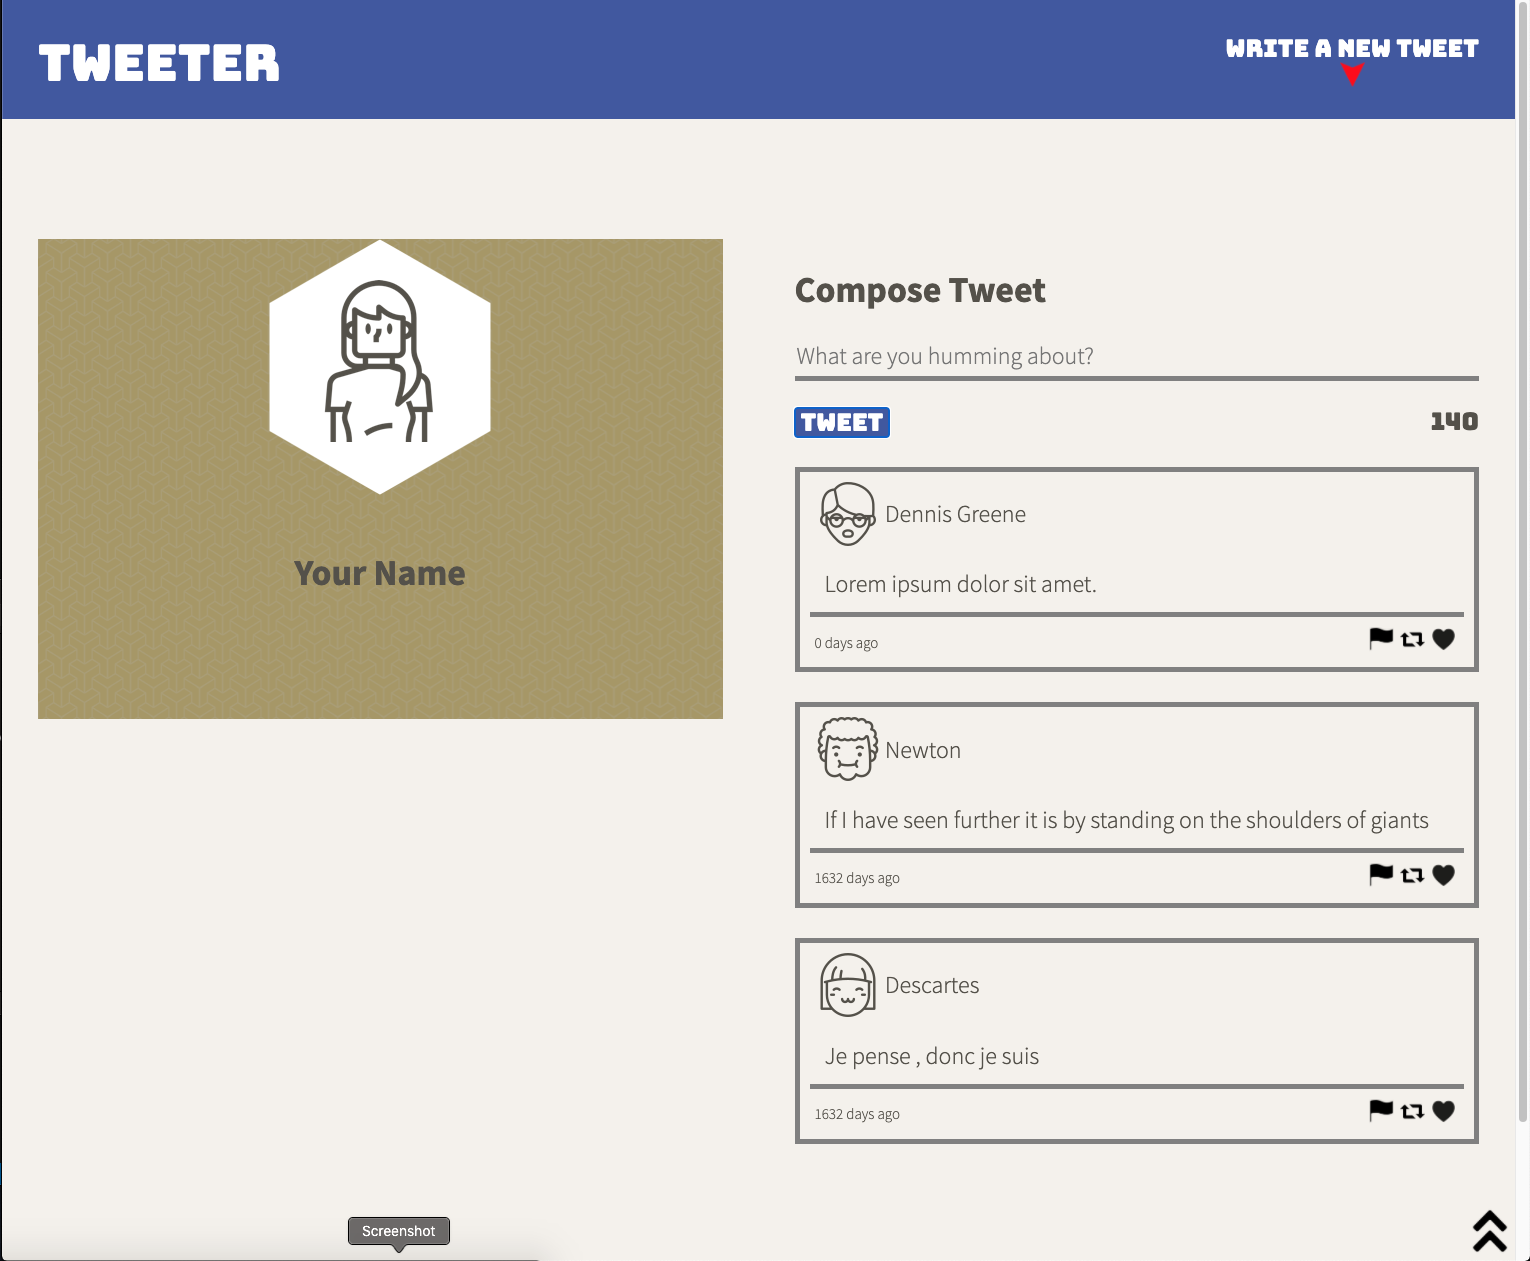 TWEETER
WRITE A NEW TWEET
Your Name
Compose Tweet
What are you humming about?
TWEET
140
Dennis Greene
Lorem ipsum dolor sit amet.
0 days ago
Newton
If I have seen further it is by standing on the shoulders of giants
1632 days ago
Descartes
Je pense , donc je suis
1632 days ago
Screenshot